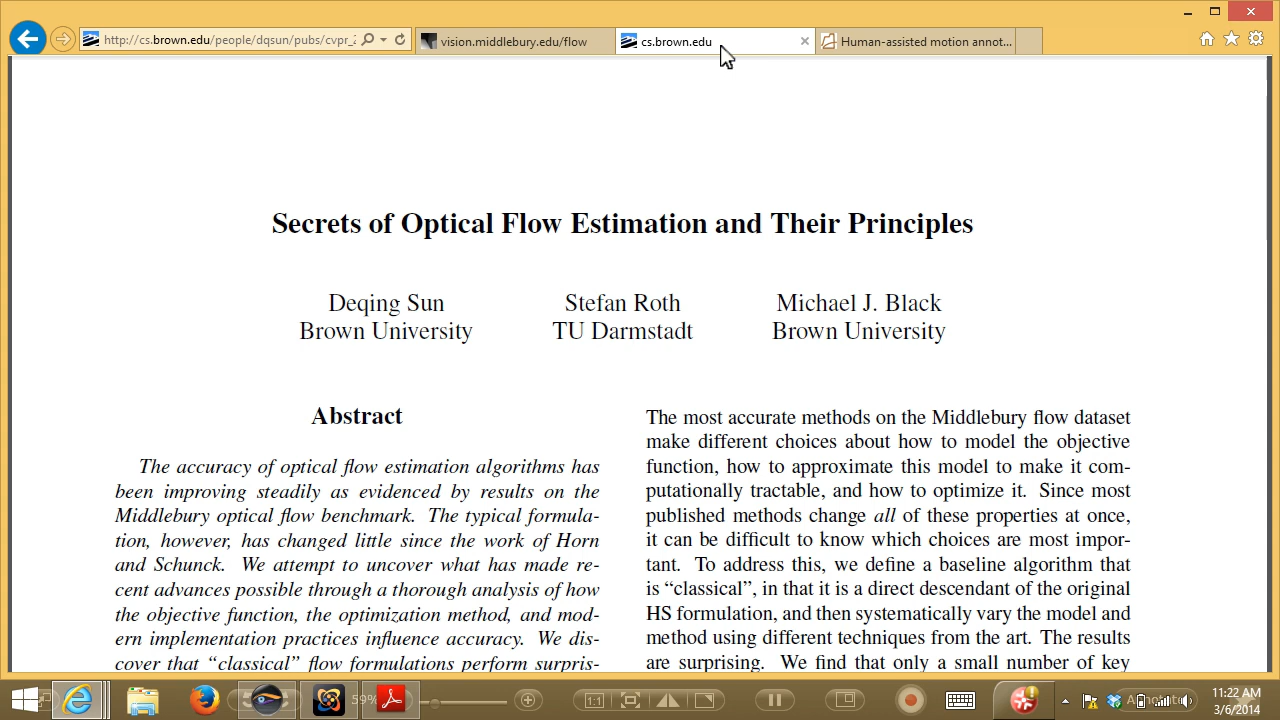 http://cs.brown.edu/people/dqsun/pubs/cvpr_2
vision.middlebury.edu/flow
cs.brown.edu
Human-assisted motion annot...
Secrets of Optical Flow Estimation and Their Principles
Deqing Sun
Brown University
Stefan Roth
TU Darmstadt
Michael J. Black
Brown University
Abstract
The accuracy of optical flow estimation algorithms has
been improving steadily as evidenced by results on the
Middlebury optical flow benchmark. The typical formula-
tion, however, has changed little since the work of Horn
and Schunck. We attempt to uncover what has made re-
cent advances possible through a thorough analysis of how
the objective function, the optimization method, and mod-
ern implementation practices influence accuracy. We dis-
cover that “classical” flow formulations perform surpris-
The most accurate methods on the Middlebury flow dataset
make different choices about how to model the objective
function, how to approximate this model to make it com-
putationally tractable, and how to optimize it. Since most
published methods change all of these properties at once,
it can be difficult to know which choices are most impor-
tant. To address this, we define a baseline algorithm that
is “classical”, in that it is a direct descendant of the original
HS formulation, and then systematically vary the model and
method using different techniques from the art. The results
are surprising. We find that only a small number of key
59%
1:1
Annotate
11:22 AM
3/6/2014